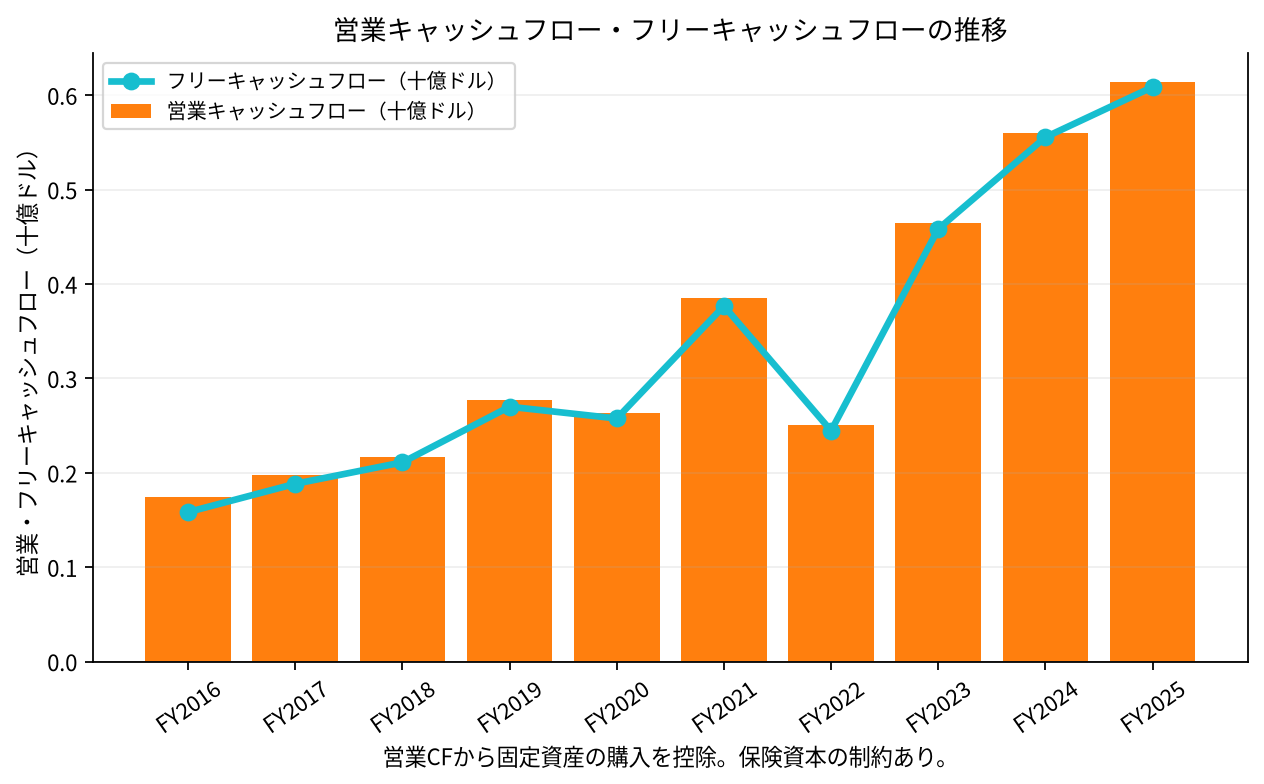 営業キャッシュフロー・フリーキャッシュフローの推移
フリーキャッシュフロー（十億ドル）
営業キャッシュフロー（十億ドル）
営業・フリーキャッシュフロー（十億ドル）
0.6
0.5
0.4
0.3
0.2
0.1
0.0
FY2016
FY2017
FY2018
FY2019
FY2020
FY2021
FY2022
FY2023
FY2024
FY2025
営業CFから固定資産の購入を控除。保険資本の制約あり。